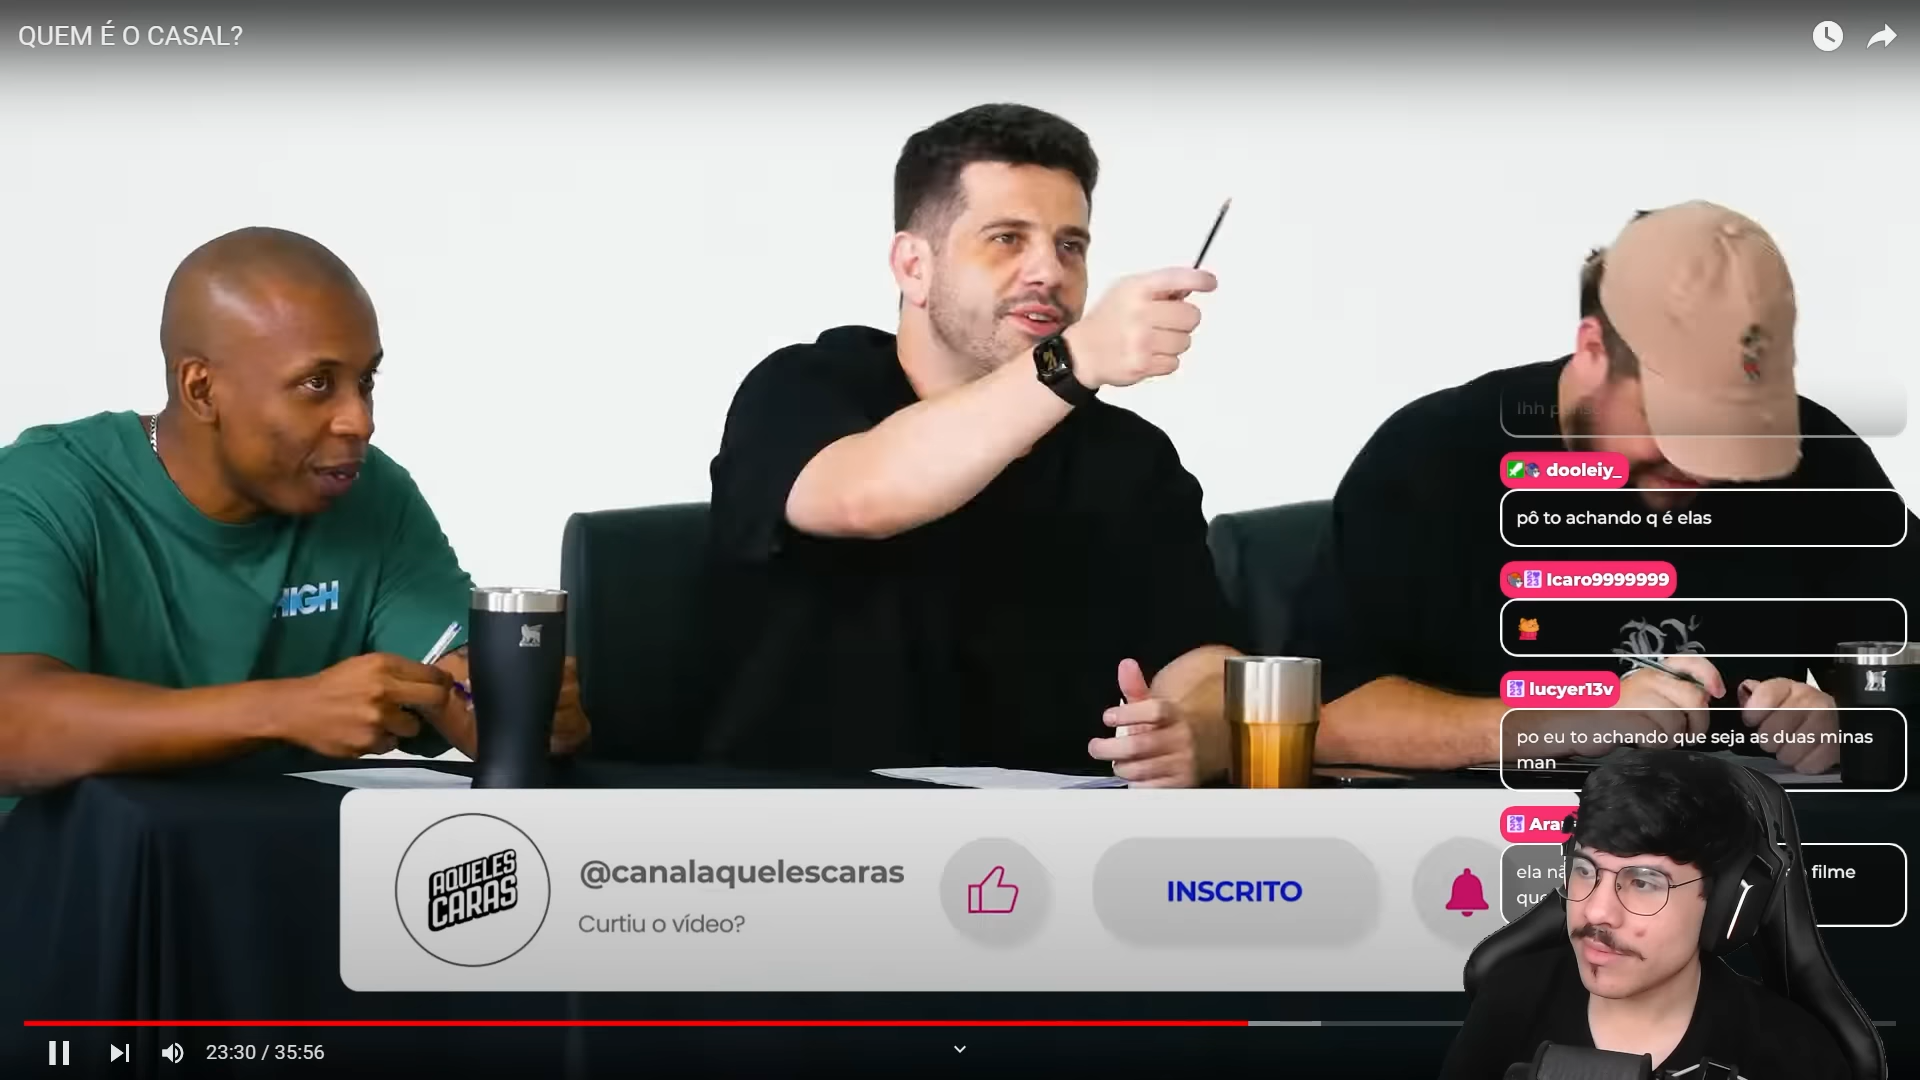 QUEM É O CASAL?
HIGH
Ihh
dooleiy_
pô to achando q é elas
Icaro9999999
lucyer13v
po eu to achando que seja as duas minas
man
filme
AQUELES
CARAS
@canalaquelescaras
Curtiu o vídeo?
INSCRITO
23:30 / 35:56